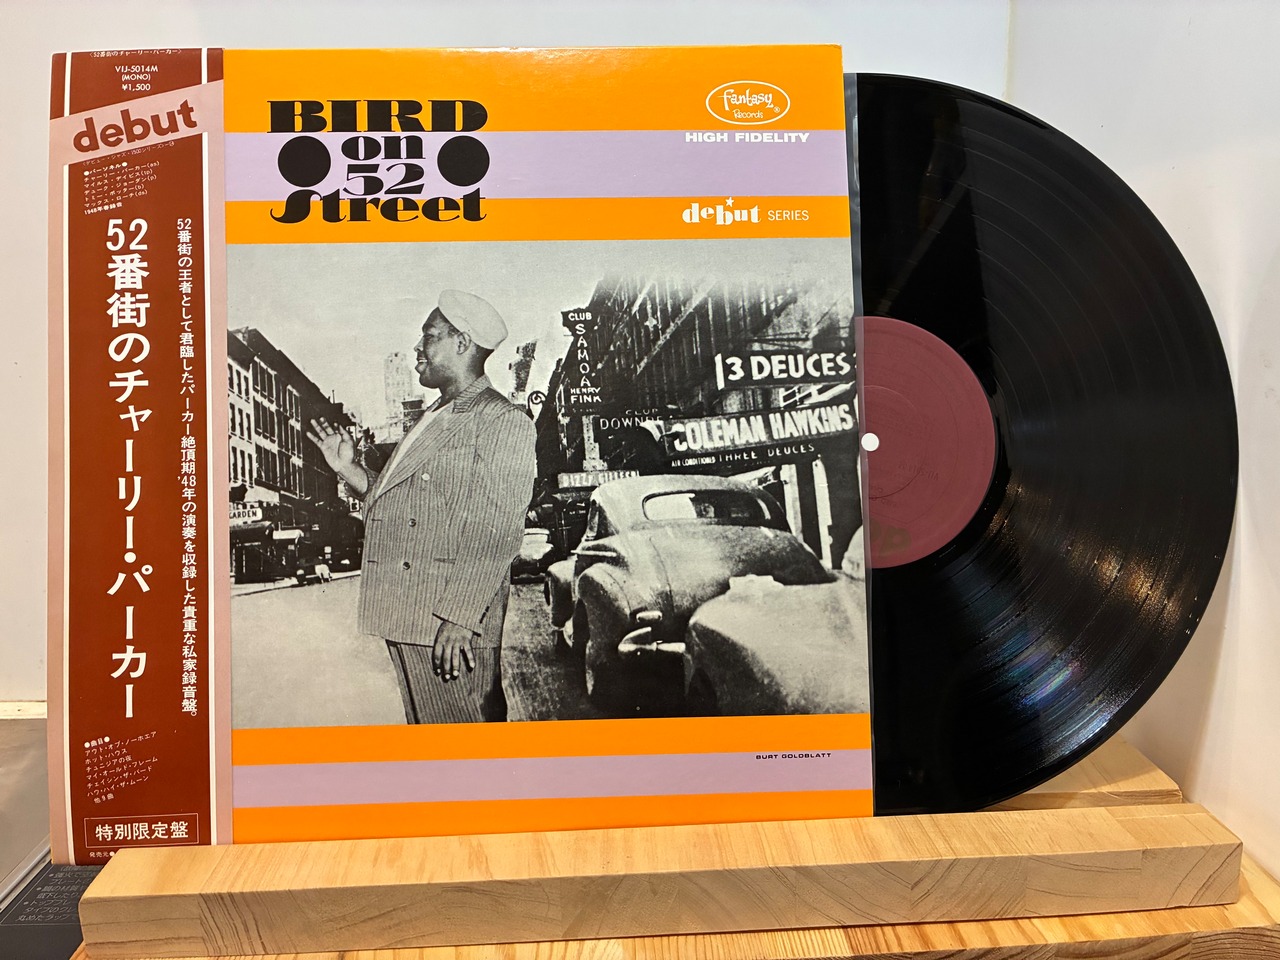 <52番街のチャーリー・パーカー>
VIJ-5014M
(MONO)
¥1,500
debut
●パーソネル●
チャーリー・パーカー(as)
マイルス・デイビス(tp)
デューク・ジョーダン(p)
トミー・ポッター(b)
マックス・ローチ(ds)
1948年春録音
52番街の王者として君臨したパーカー絶頂期'48年の演奏を収録した貴重な私家録音盤。
52番街のチャーリー・パーカー
●曲目●
アウト・オブ・ノーホエア
ホット・ハウス
チュニジアの夜
マイ・オールド・フレーム
チェイシン・ザ・バード
ハウ・ハイ・ザ・ムーン
他9曲
特別限定盤
発売元●
BIRD
on
52
Street
Fantasy
Records
®
HIGH FIDELITY
debut SERIES
CLUB
SAMOA
HENRY
FINK
CLUB
3 DEUCES
COLEMAN HAWKINS
AIR CONDITIONED THREE DEUCES
GARDEN
BURT GOLDBLATT